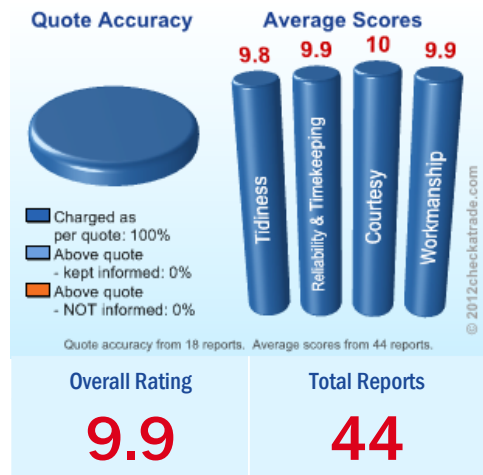 Quote Accuracy
Average Scores
9.8
9.9
10
9.9
Tidiness
Reliability & Timekeeping
Courtesy
Workmanship
Charged as
per quote: 100%
Above quote
- kept informed: 0%
Above quote
- NOT informed: 0%
© 2012checkatrade.com
Quote accuracy from 18 reports. Average scores from 44 reports.
Overall Rating
Total Reports
9.9
44